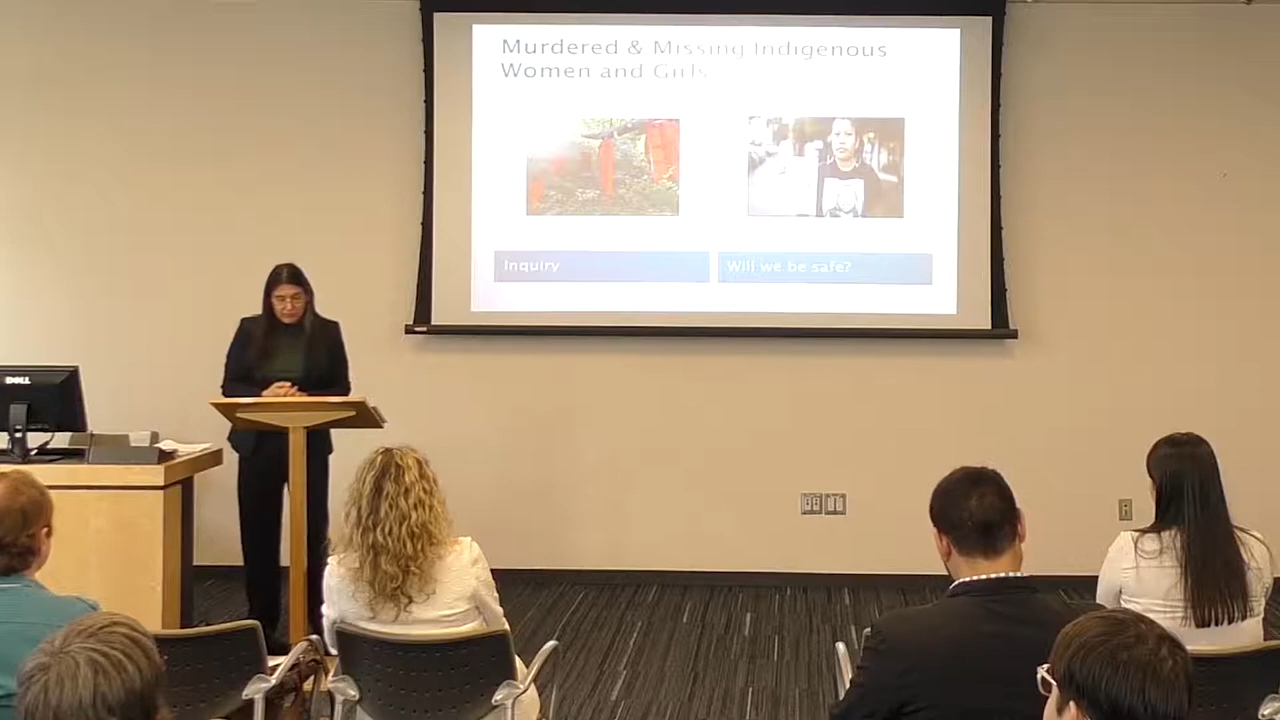 Murdered & Missing Indigenous
Women and Girls
Inquiry
Will we be safe?
DELL